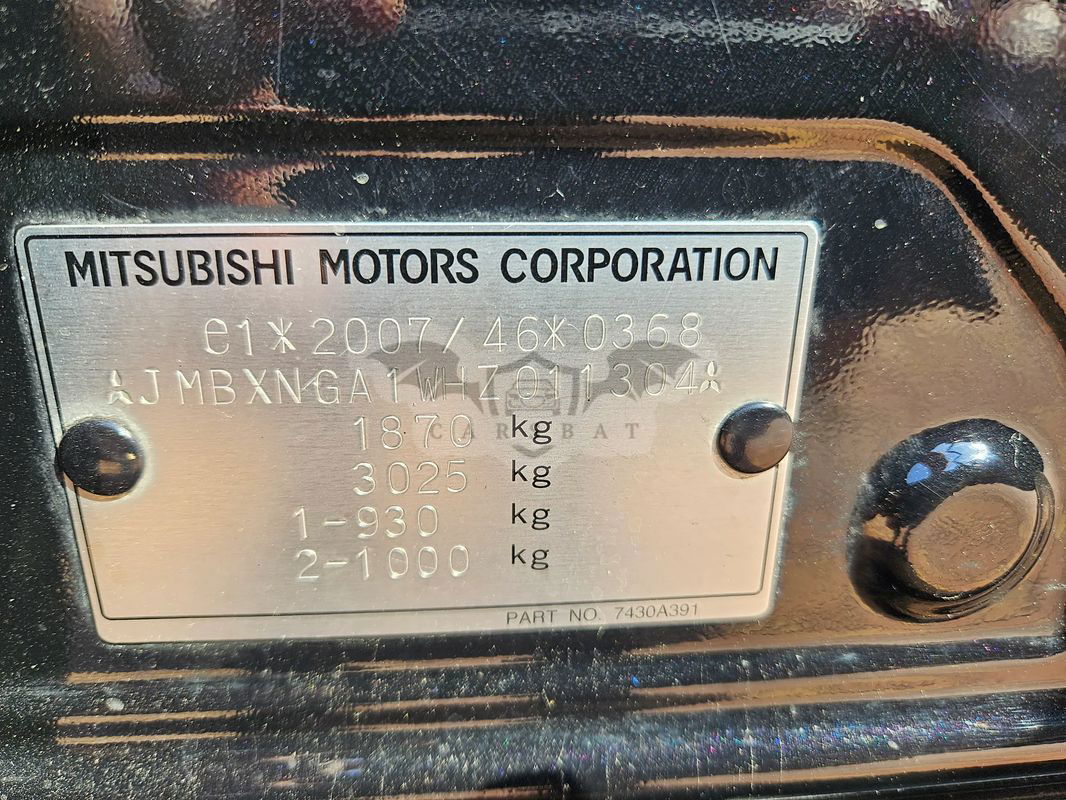 MITSUBISHI MOTORS CORPORATION
e1*2007/46*0368
JMBXNGA1WHZ011304
1870 kg
3025 kg
1-930 kg
2-1000 kg
PART NO. 7430A391
CARSBAT